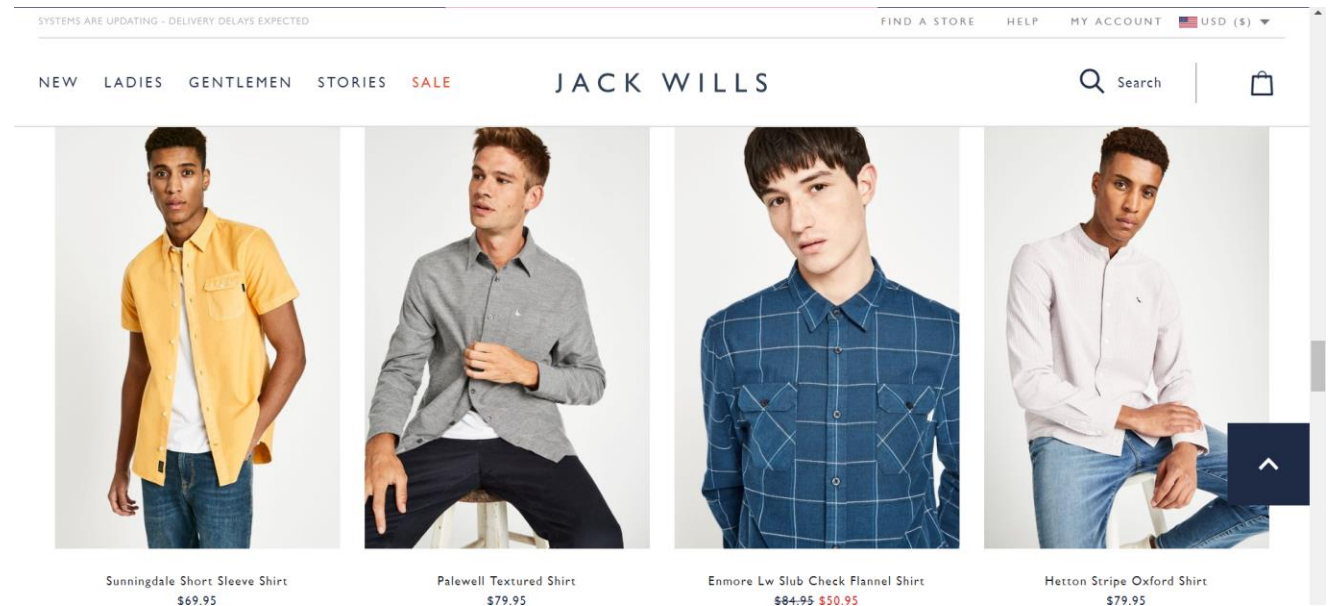 SYSTEMS ARE UPDATING - DELIVERY DELAYS EXPECTED
FIND A STORE HELP MY ACCOUNT USD ($)
NEW LADIES GENTLEMEN STORIES SALE JACK WILLS Search
Sunningdale Short Sleeve Shirt
$69.95
Palewell Textured Shirt
$79.95
Enmore Lw Slub Check Flannel Shirt
$84.95 $50.95
Hetton Stripe Oxford Shirt
$79.95